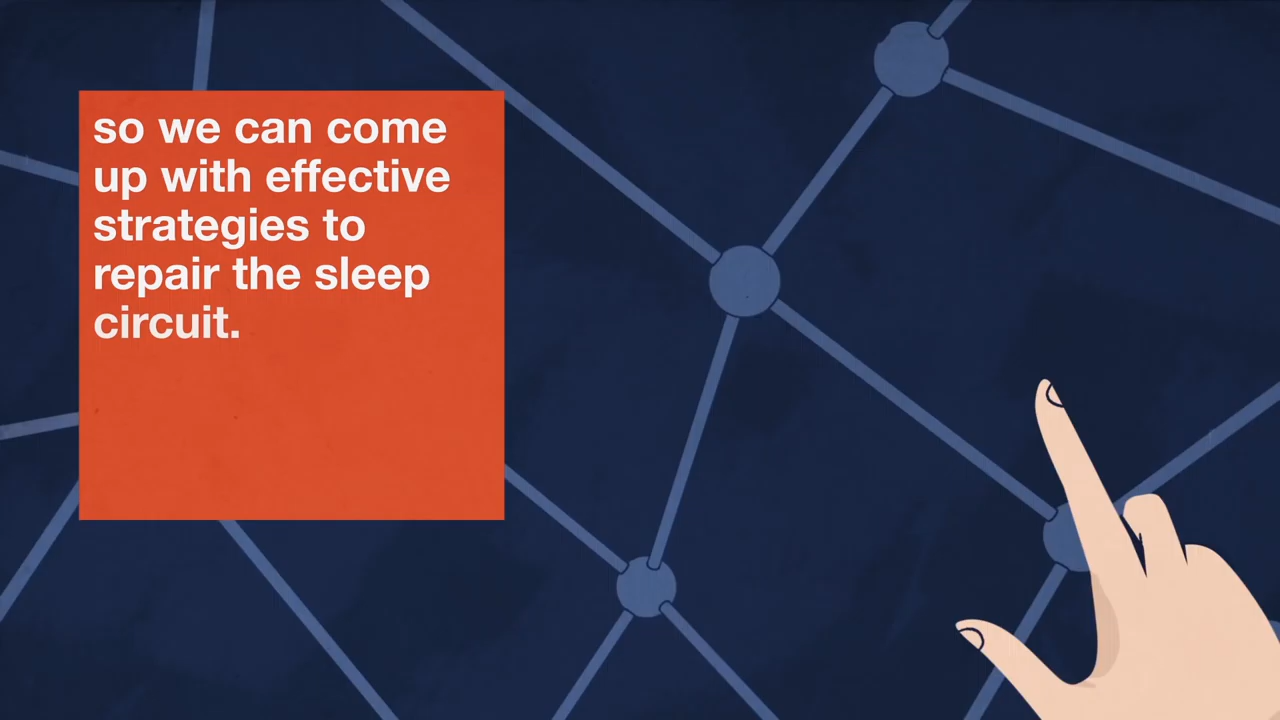 so we can come
up with effective
strategies to
repair the sleep
circuit.